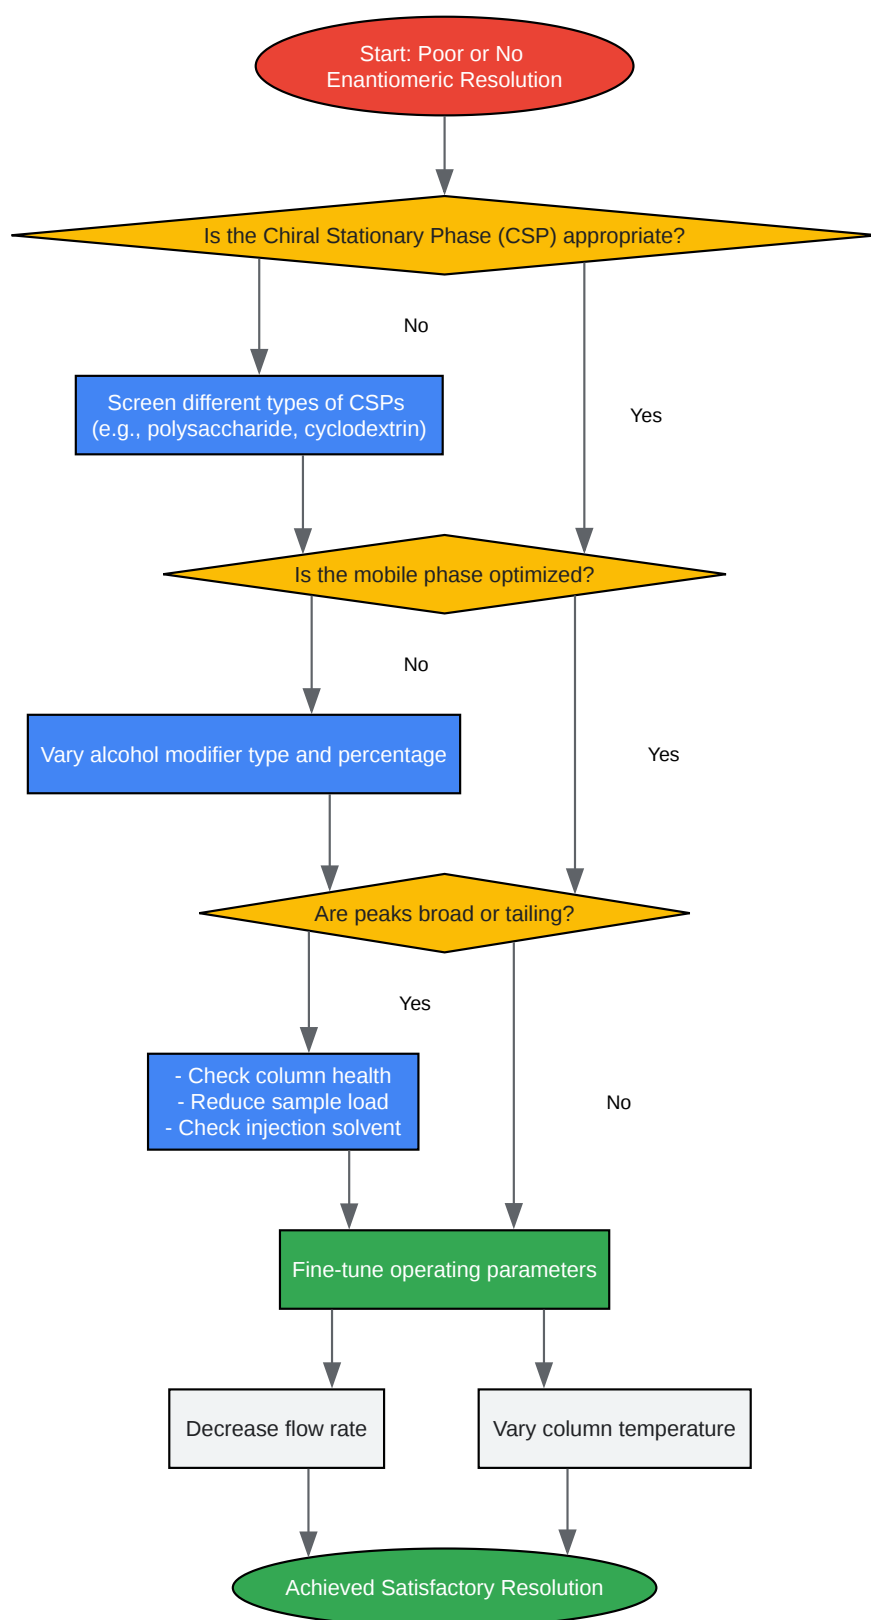 Start: Poor or No
Enantiomeric Resolution
Is the Chiral Stationary Phase (CSP) appropriate?
No
Screen different types of CSPs
(e.g., polysaccharide, cyclodextrin)
Yes
Is the mobile phase optimized?
No
Vary alcohol modifier type and percentage
Yes
Are peaks broad or tailing?
Yes
- Check column health
- Reduce sample load
- Check injection solvent
No
Fine-tune operating parameters
Decrease flow rate
Vary column temperature
Achieved Satisfactory Resolution